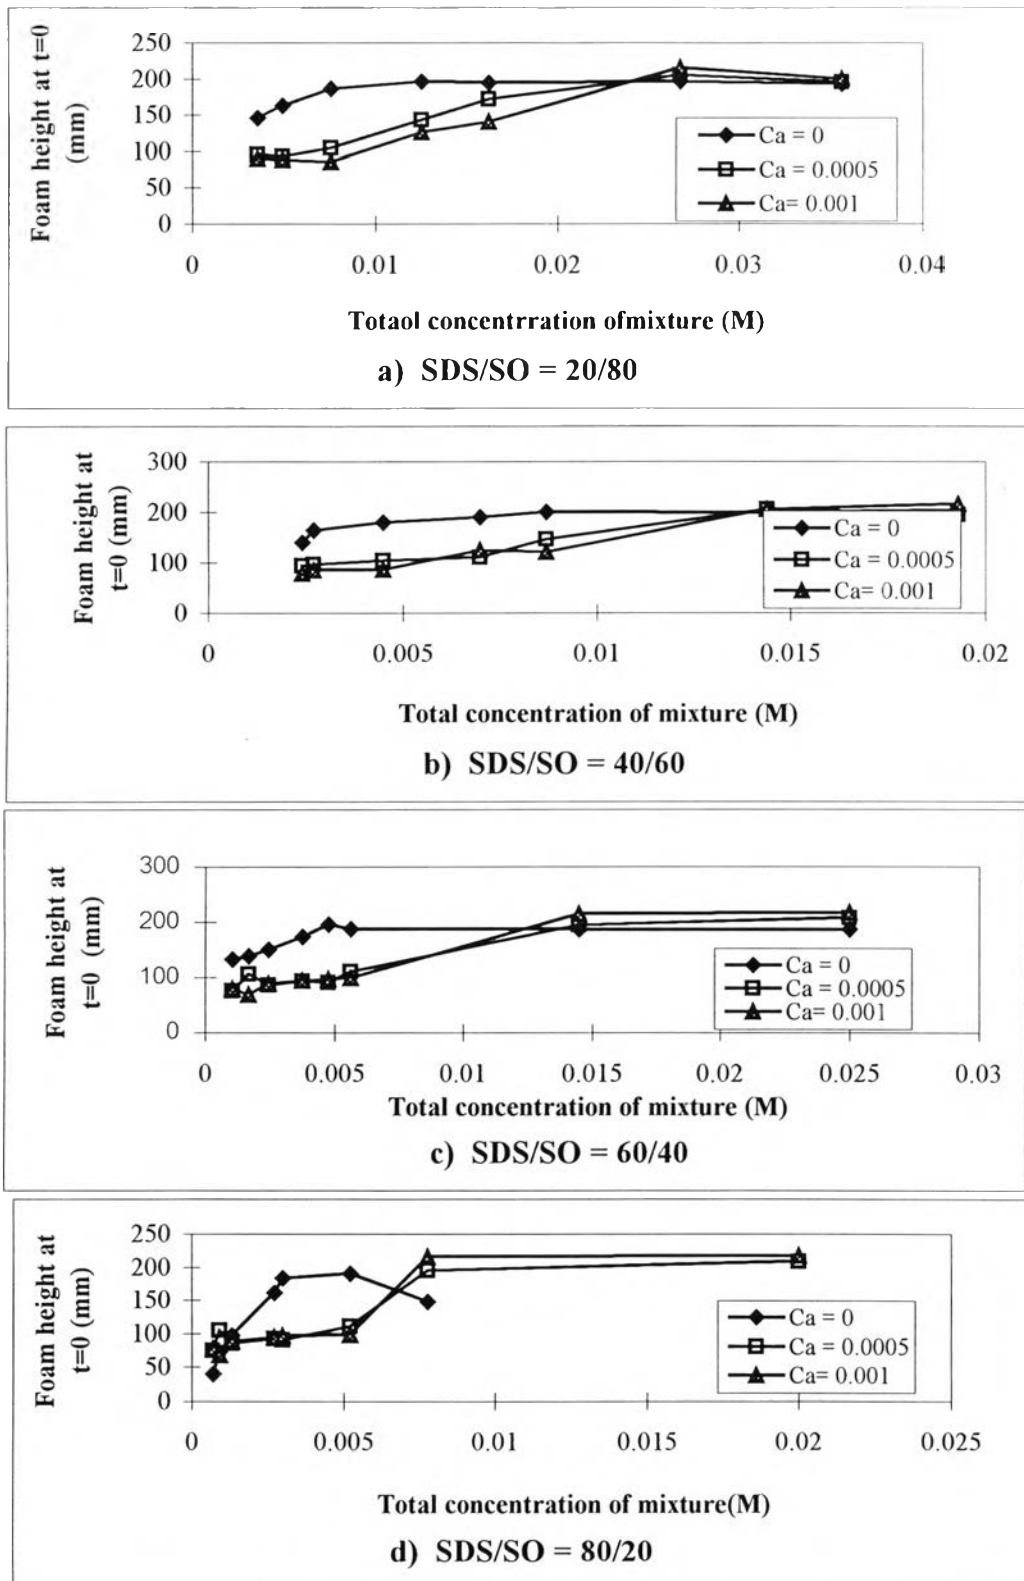 Foam height at t=0
(mm)
250
200
150
100
50
0
Ca = 0
Ca = 0.0005
Ca= 0.001
0 0.01 0.02 0.03 0.04
Totaol concentrration ofmixture (M)
a) SDS/SO = 20/80
Foam height at
t=0 (mm)
300
200
100
0
Ca = 0
Ca = 0.0005
Ca= 0.001
0 0.005 0.01 0.015 0.02
Total concentration of mixture (M)
b) SDS/SO = 40/60
Foam height at
t=0 (mm)
300
200
100
0
Ca = 0
Ca = 0.0005
Ca= 0.001
0 0.005 0.01 0.015 0.02 0.025 0.03
Total concentration of mixture (M)
c) SDS/SO = 60/40
Foam height at
t=0 (mm)
250
200
150
100
50
0
Ca = 0
Ca = 0.0005
Ca= 0.001
0 0.005 0.01 0.015 0.02 0.025
Total concentration of mixture(M)
d) SDS/SO = 80/20